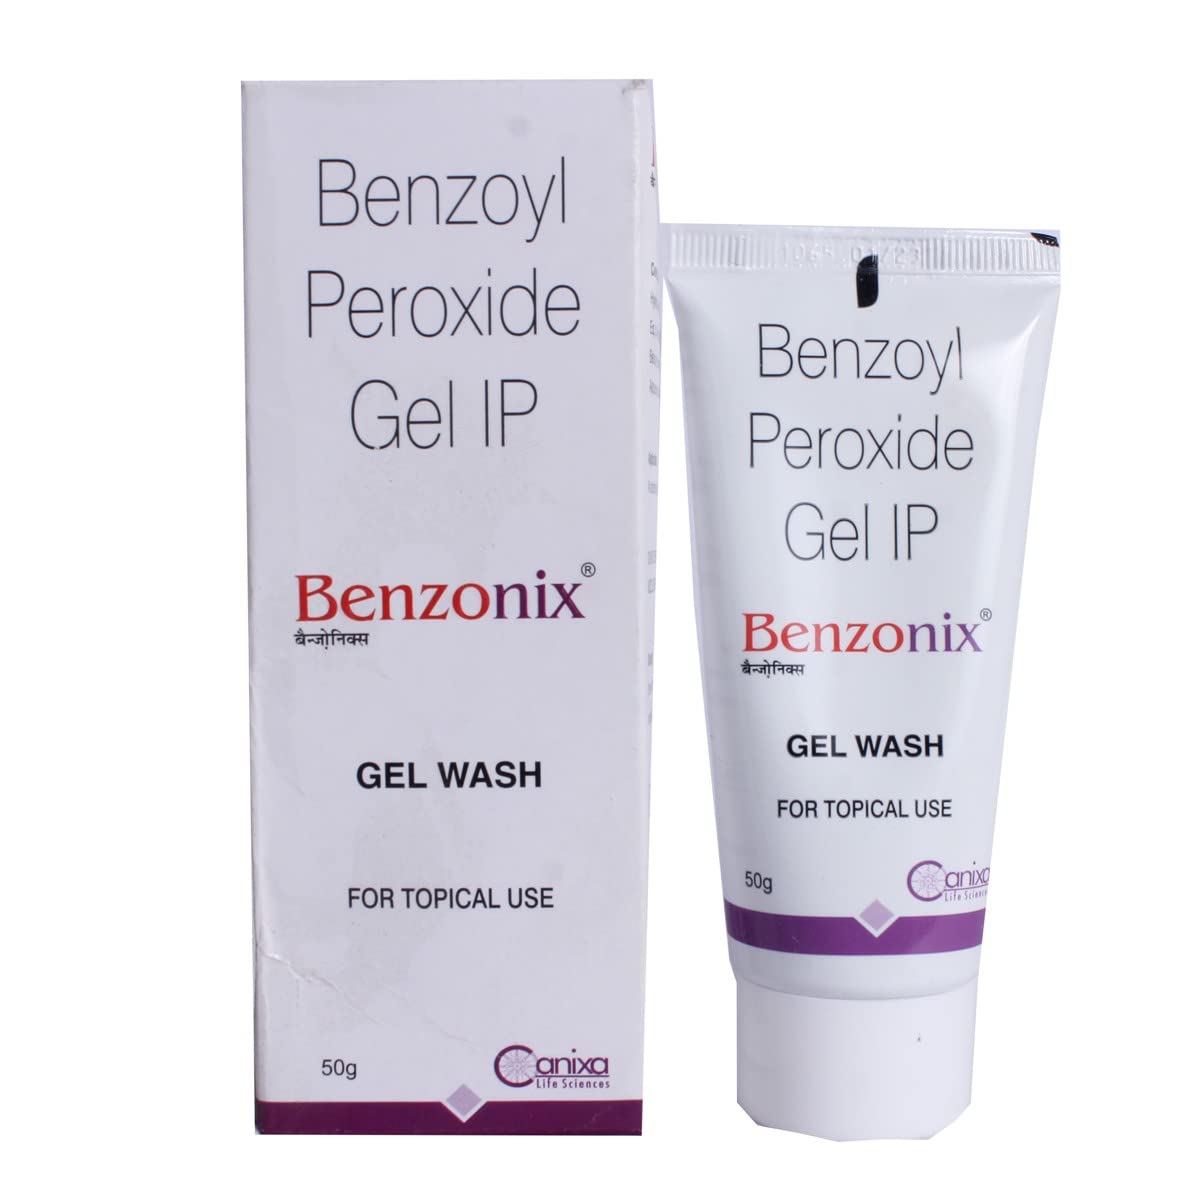 Benzoyl
Peroxide
Gel IP
Benzonix®
बैन्ज़ोनिक्स
GEL WASH
FOR TOPICAL USE
50g
Canixa
Life Sciences
Benzoyl
Peroxide
Gel IP
Benzonix®
बैन्ज़ोनिक्स
GEL WASH
FOR TOPICAL USE
50g
Canixa
Life Sciences